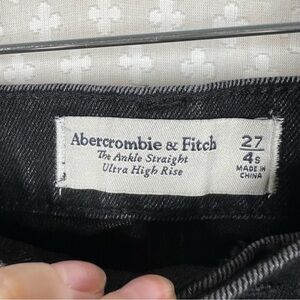 Abercrombie & Fitch
The Ankle Straight
Ultra High Rise
27
4s
MADE IN
CHINA